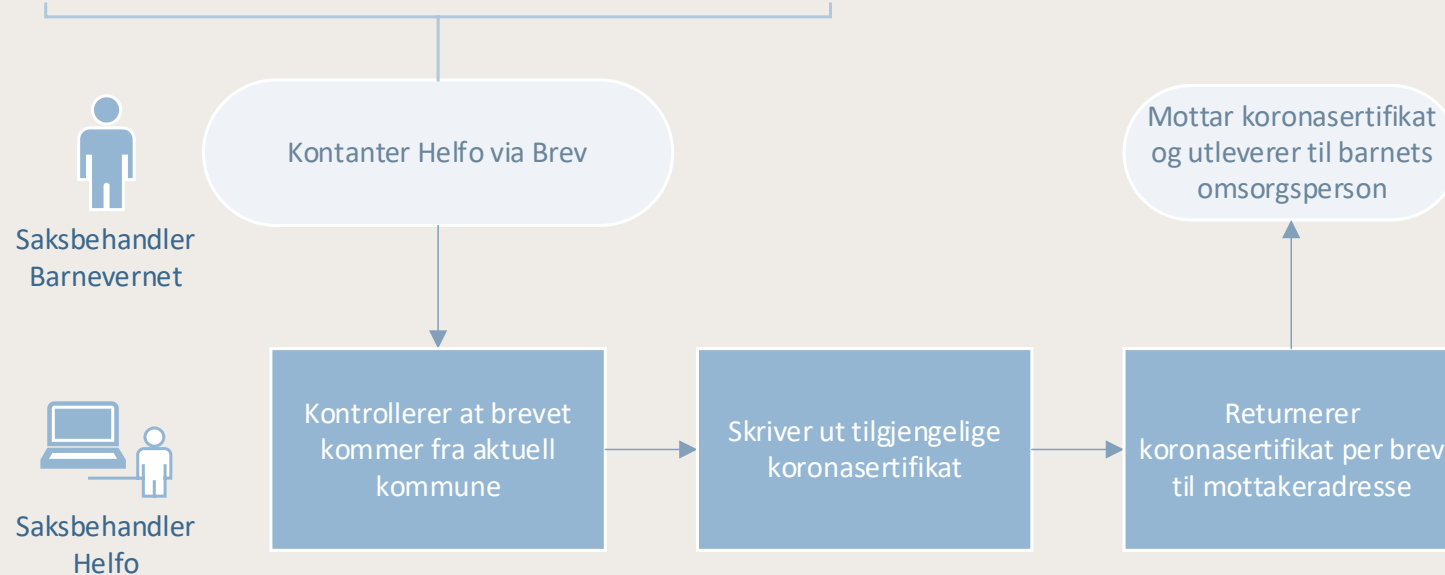 Kontanter Helfo via Brev
Mottar koronasertifikat
og utleverer til barnets
omsorgsperson
Saksbehandler
Barnevernet
Kontrollerer at brevet
kommer fra aktuell
kommune
Skriver ut tilgjengelige
koronasertifikat
Returnerer
koronasertifikat per brev
til mottakeradresse
Saksbehandler
Helfo